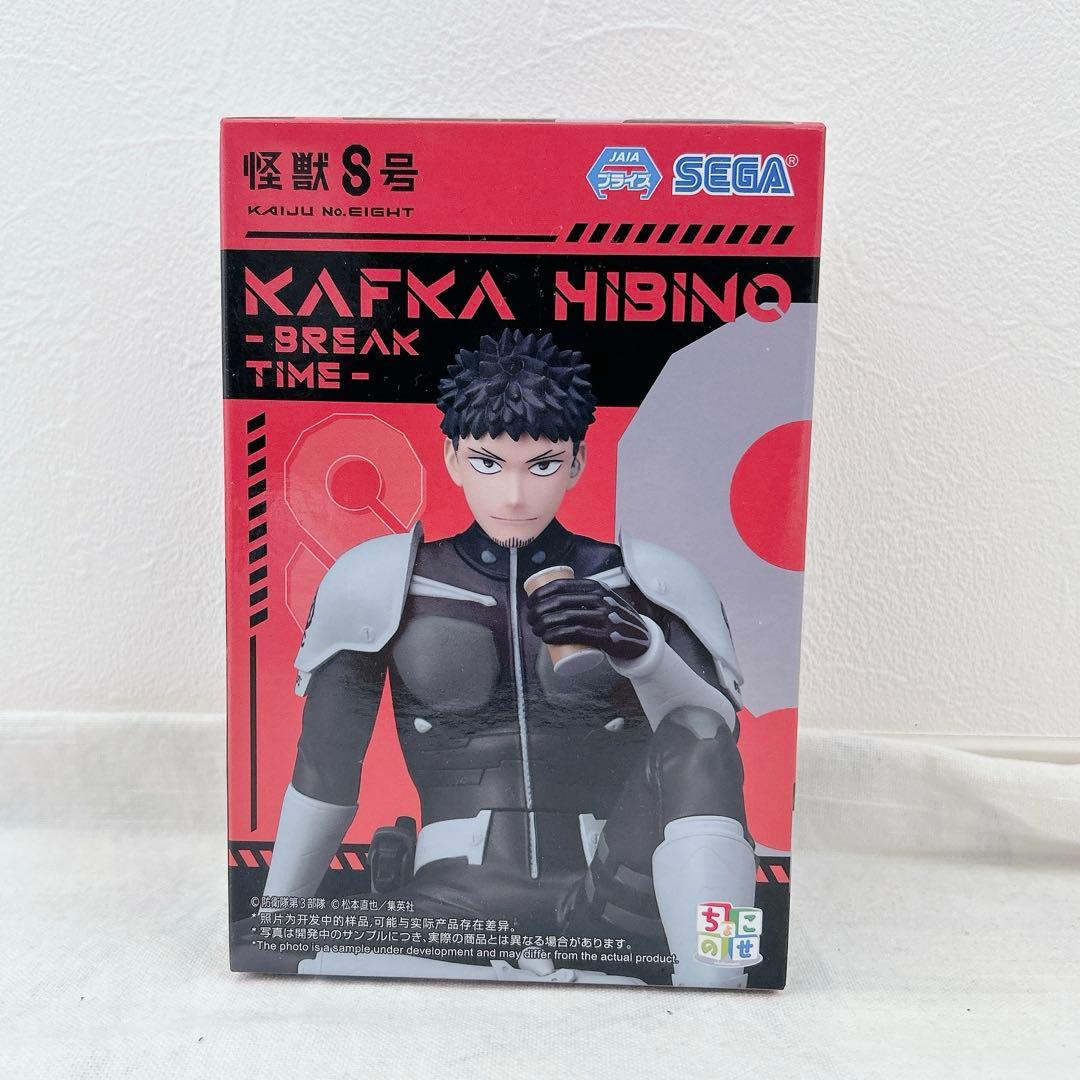 怪獣8号
KAIJU No.EIGHT
JAIA
プライズ
SEGA®
KAFKA HIBINO
-BREAK
TIME-
©防衛隊第3部隊 ©松本直也/集英社
*照片为开发中的样品,可能与实际产品存在差异。
*写真は開発中のサンプルにつき、実際の商品とは異なる場合があります。
*The photo is a sample under development and may differ from the actual product.
ちょこ
のせ